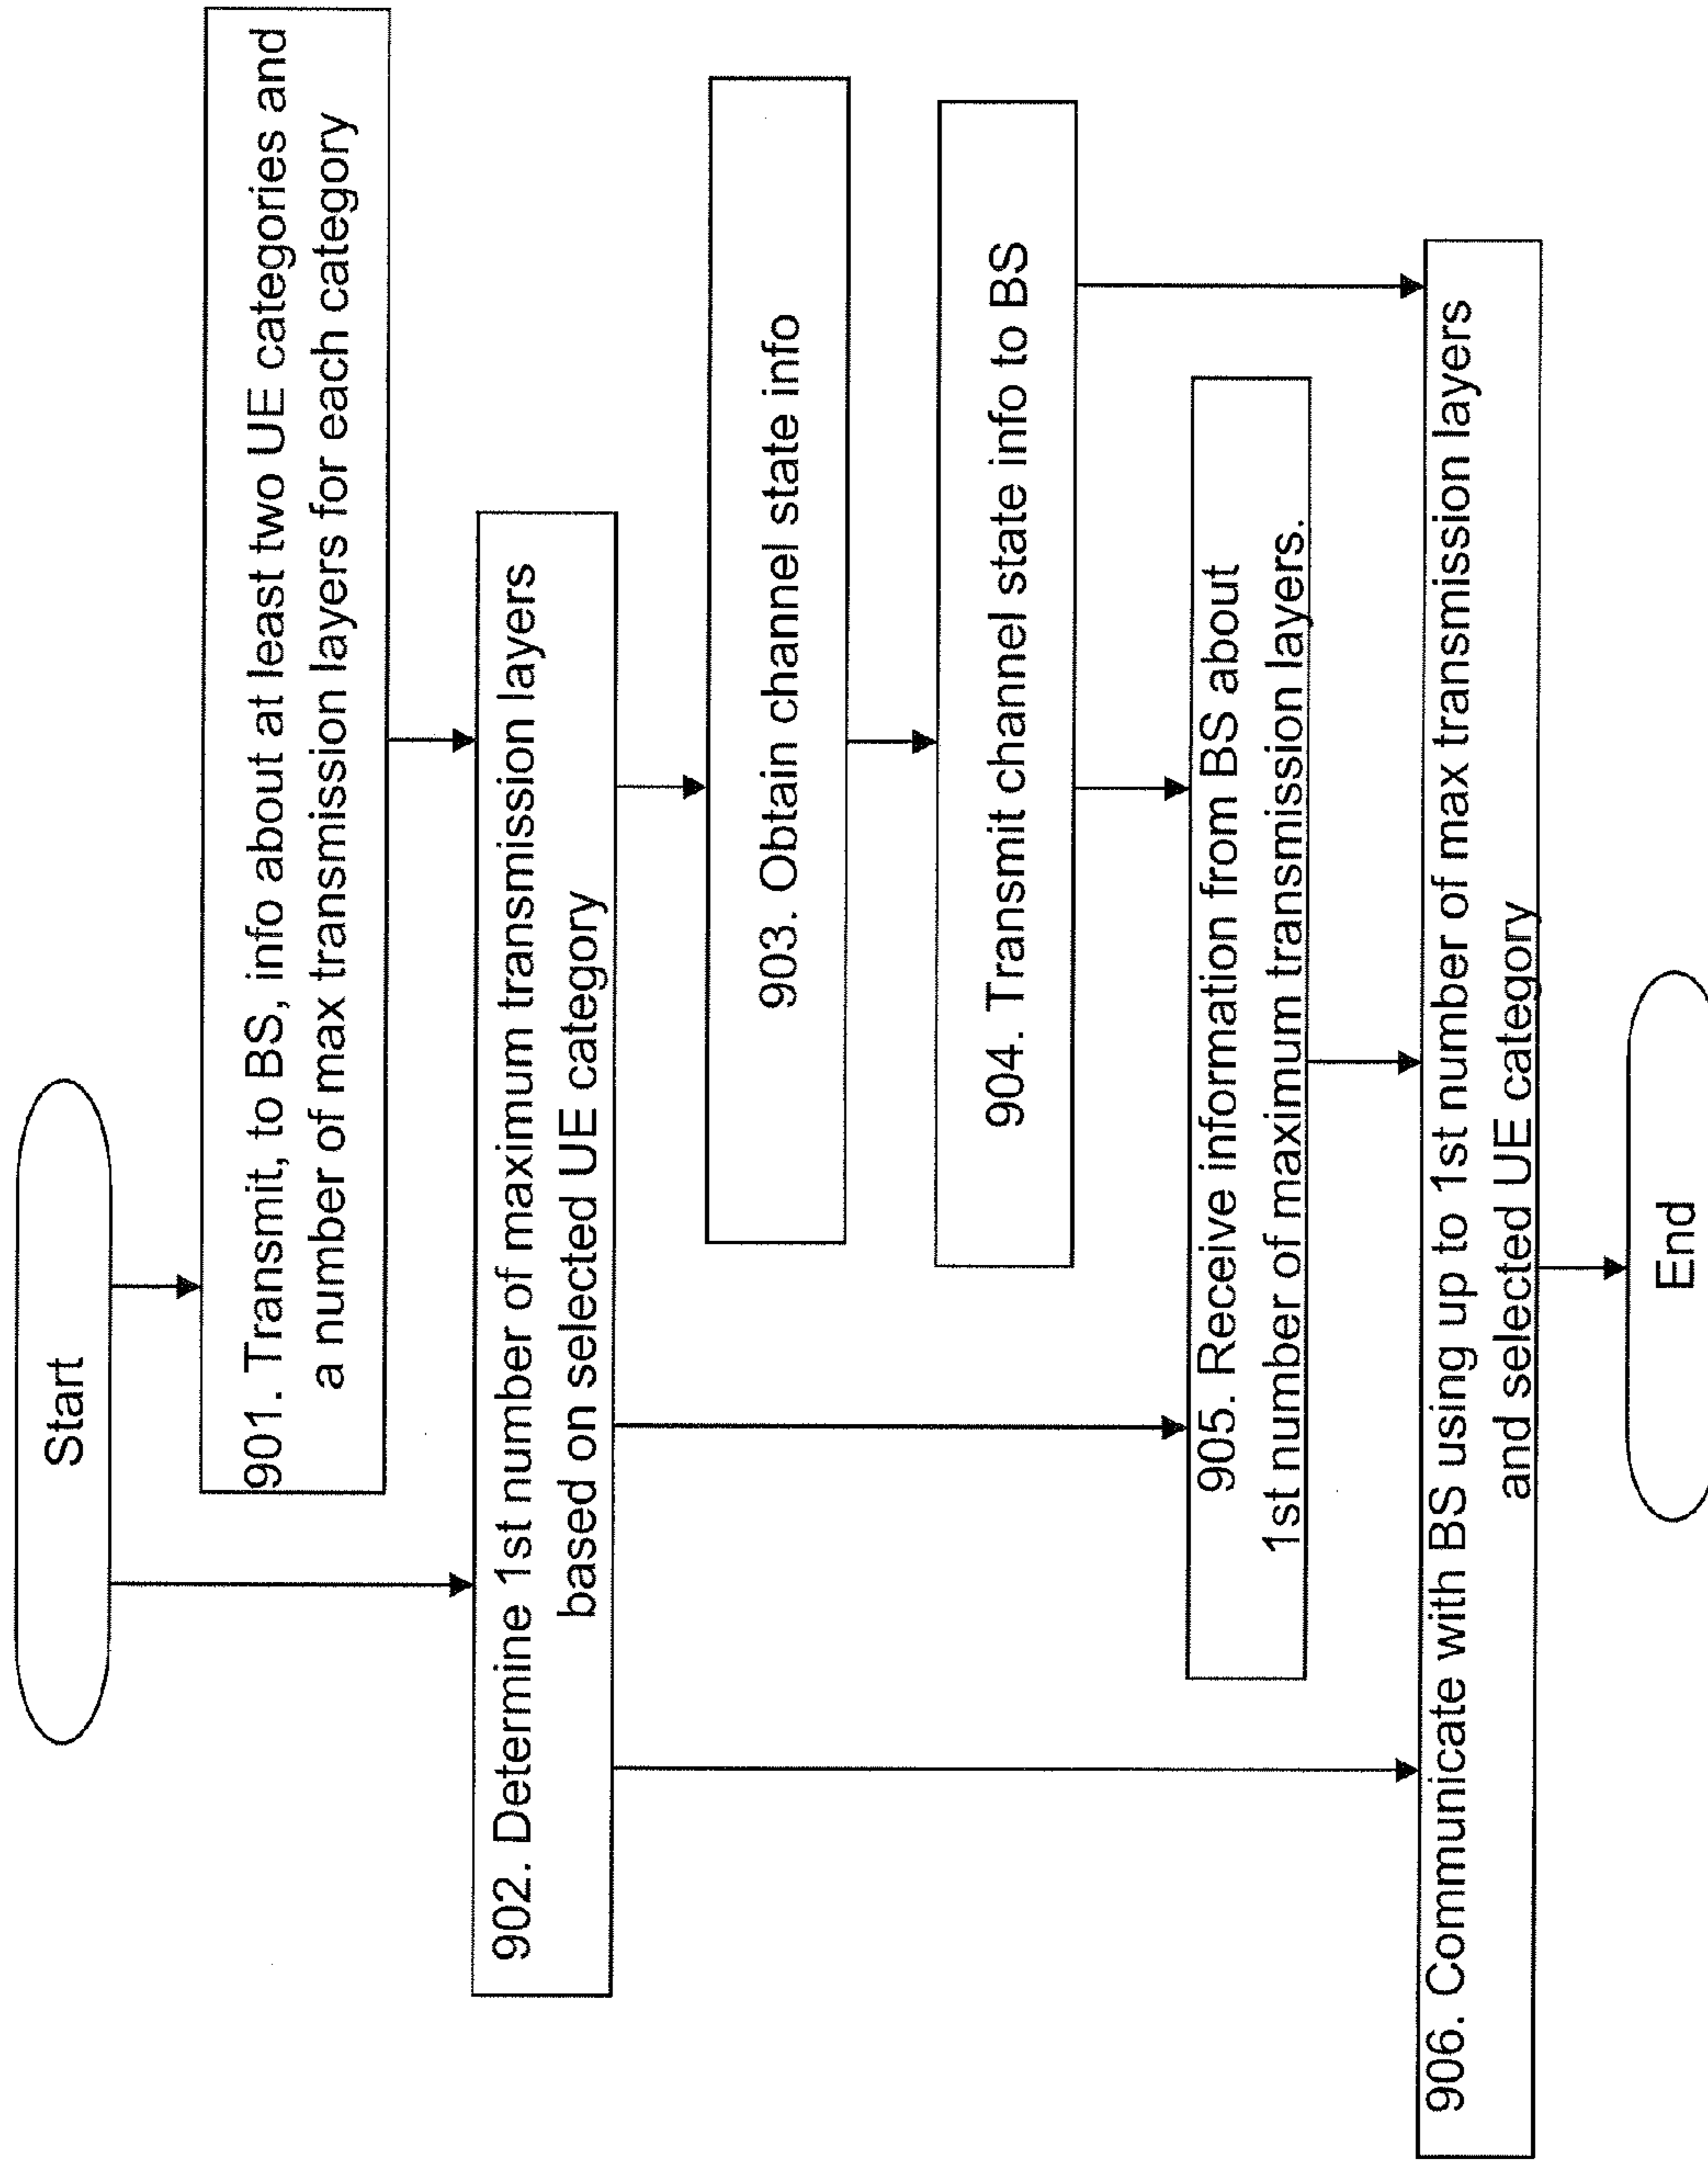 Start
901. Transmit, to BS, info about at least two UE categories and
a number of max transmission layers for each category
902. Determine 1st number of maximum transmission layers
based on selected UE category
903. Obtain channel state info
904. Transmit channel state info to BS
905. Receive information from BS about
1st number of maximum transmission layers.
906. Communicate with BS using up to 1st number of max transmission layers
and selected UE category
End